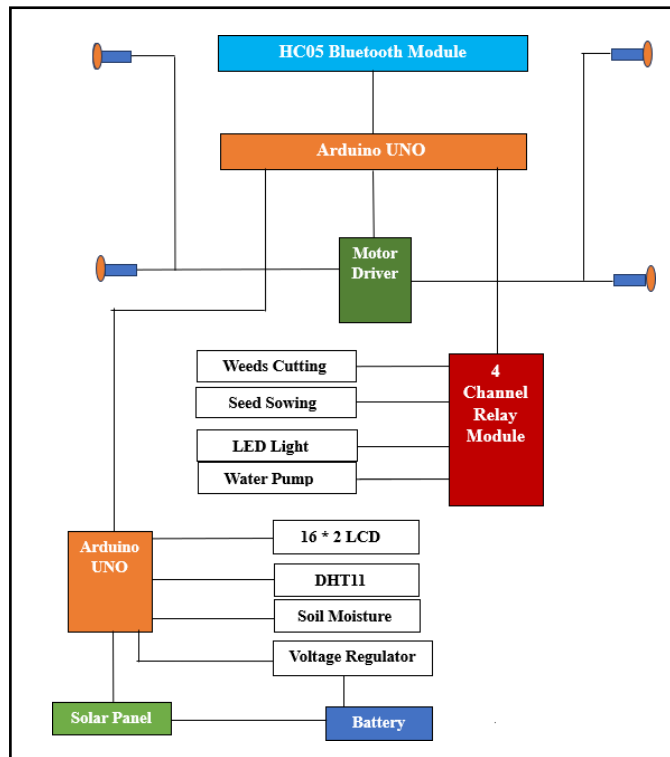 HC05 Bluetooth Module
Arduino UNO
Motor
Driver
Weeds Cutting
Seed Sowing
LED Light
Water Pump
4
Channel
Relay
Module
Arduino
UNO
16 * 2 LCD
DHT11
Soil Moisture
Voltage Regulator
Solar Panel
Battery